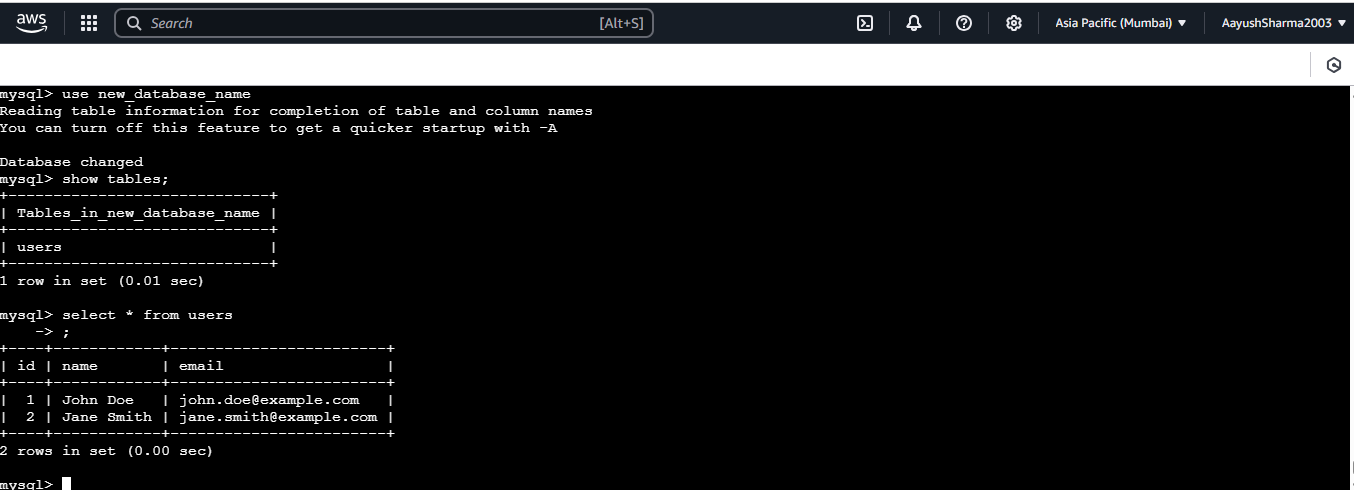 aws Search [Alt+S] Asia Pacific (Mumbai) AayushSharma2003
mysql> use new_database_name
Reading table information for completion of table and column names
You can turn off this feature to get a quicker startup with -A
Database changed
mysql> show tables;
+-----------------------------+
| Tables_in_new_database_name |
+-----------------------------+
| users                       |
+-----------------------------+
1 row in set (0.01 sec)
mysql> select * from users
    -> ;
+----+------------+------------------------+
| id | name       | email                  |
+----+------------+------------------------+
|  1 | John Doe   | john.doe@example.com   |
|  2 | Jane Smith | jane.smith@example.com |
+----+------------+------------------------+
2 rows in set (0.00 sec)
mysql>